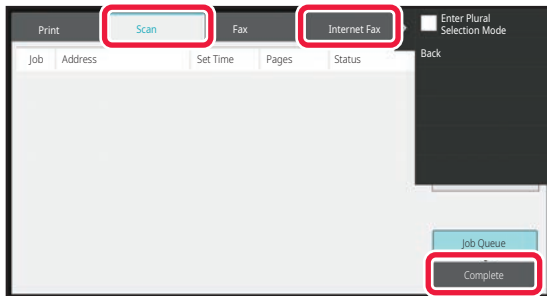 Print Scan Fax Internet Fax
Enter Plural
Selection Mode
Job Address Set Time Pages Status
Back
Job Queue
Complete